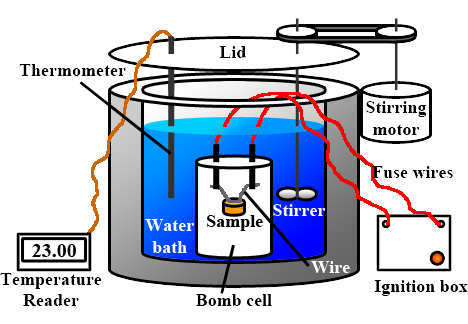 Lid
Thermometer
Stirring
motor
Fuse wires
Sample
Stirrer
Water
bath
23.00
Wire
Temperature
Reader
Bomb cell
Ignition box